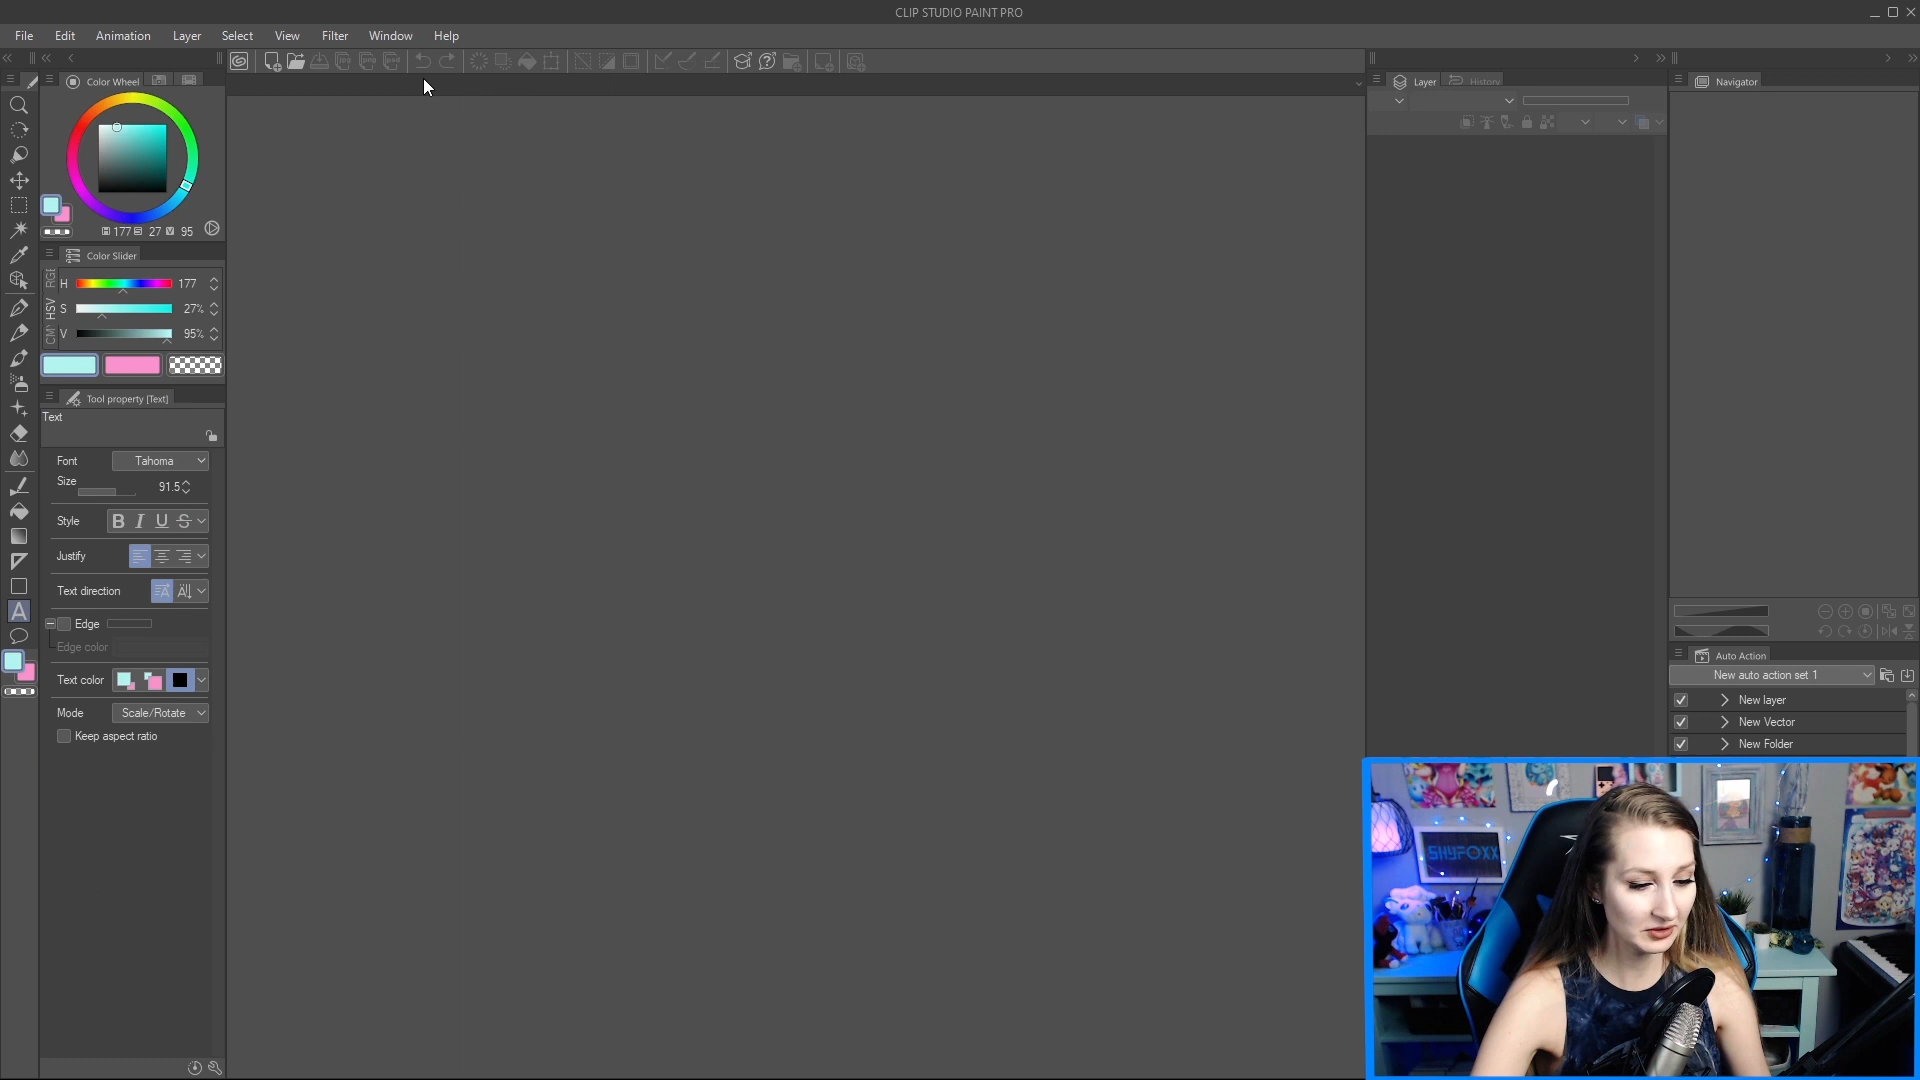 CLIP STUDIO PAINT PRO
File Edit Animation Layer Select View Filter Window Help
Color Wheel
177 27 95
Color Slider
RGB
HSV
H 177
S 27%
V 95%
Tool property [Text]
Text
Font Tahoma
Size 91.5
Style B I U S
Justify
Text direction
Edge
Edge color
Text color
Mode Scale/Rotate
Keep aspect ratio
Layer History
Navigator
Auto Action
New auto action set 1
New layer
New Vector
New Folder
SHYFOXX